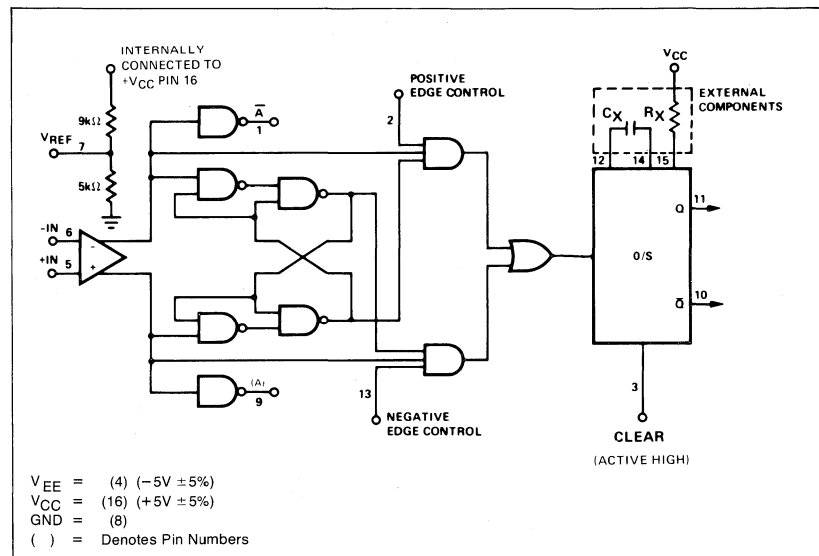 INTERNALLY
CONNECTED TO
+VCC PIN 16
9kΩ
VREF 7
5kΩ
-IN 6
+IN 5
-
+
A̅
1
(A)
9
POSITIVE
EDGE CONTROL
2
13
NEGATIVE
EDGE CONTROL
VCC
EXTERNAL
COMPONENTS
CX
RX
12
14
15
Q
11
O/S
Q̅
10
3
CLEAR
(ACTIVE HIGH)
VEE = (4) (-5V ±5%)
VCC = (16) (+5V ±5%)
GND = (8)
( ) = Denotes Pin Numbers